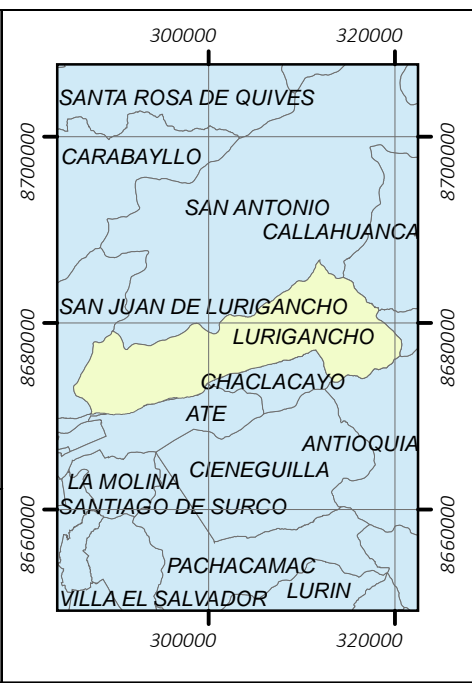 300000 320000
SANTA ROSA DE QUIVES
8700000 8700000
CARABAYLLO
SAN ANTONIO
CALLAHUANCA
SAN JUAN DE LURIGANCHO
8680000 8680000
LURIGANCHO
CHACLACAYO
ATE
ANTIOQUIA
CIENEGUILLA
LA MOLINA
SANTIAGO DE SURCO
8660000 8660000
PACHACAMAC
LURIN
VILLA EL SALVADOR
300000 320000